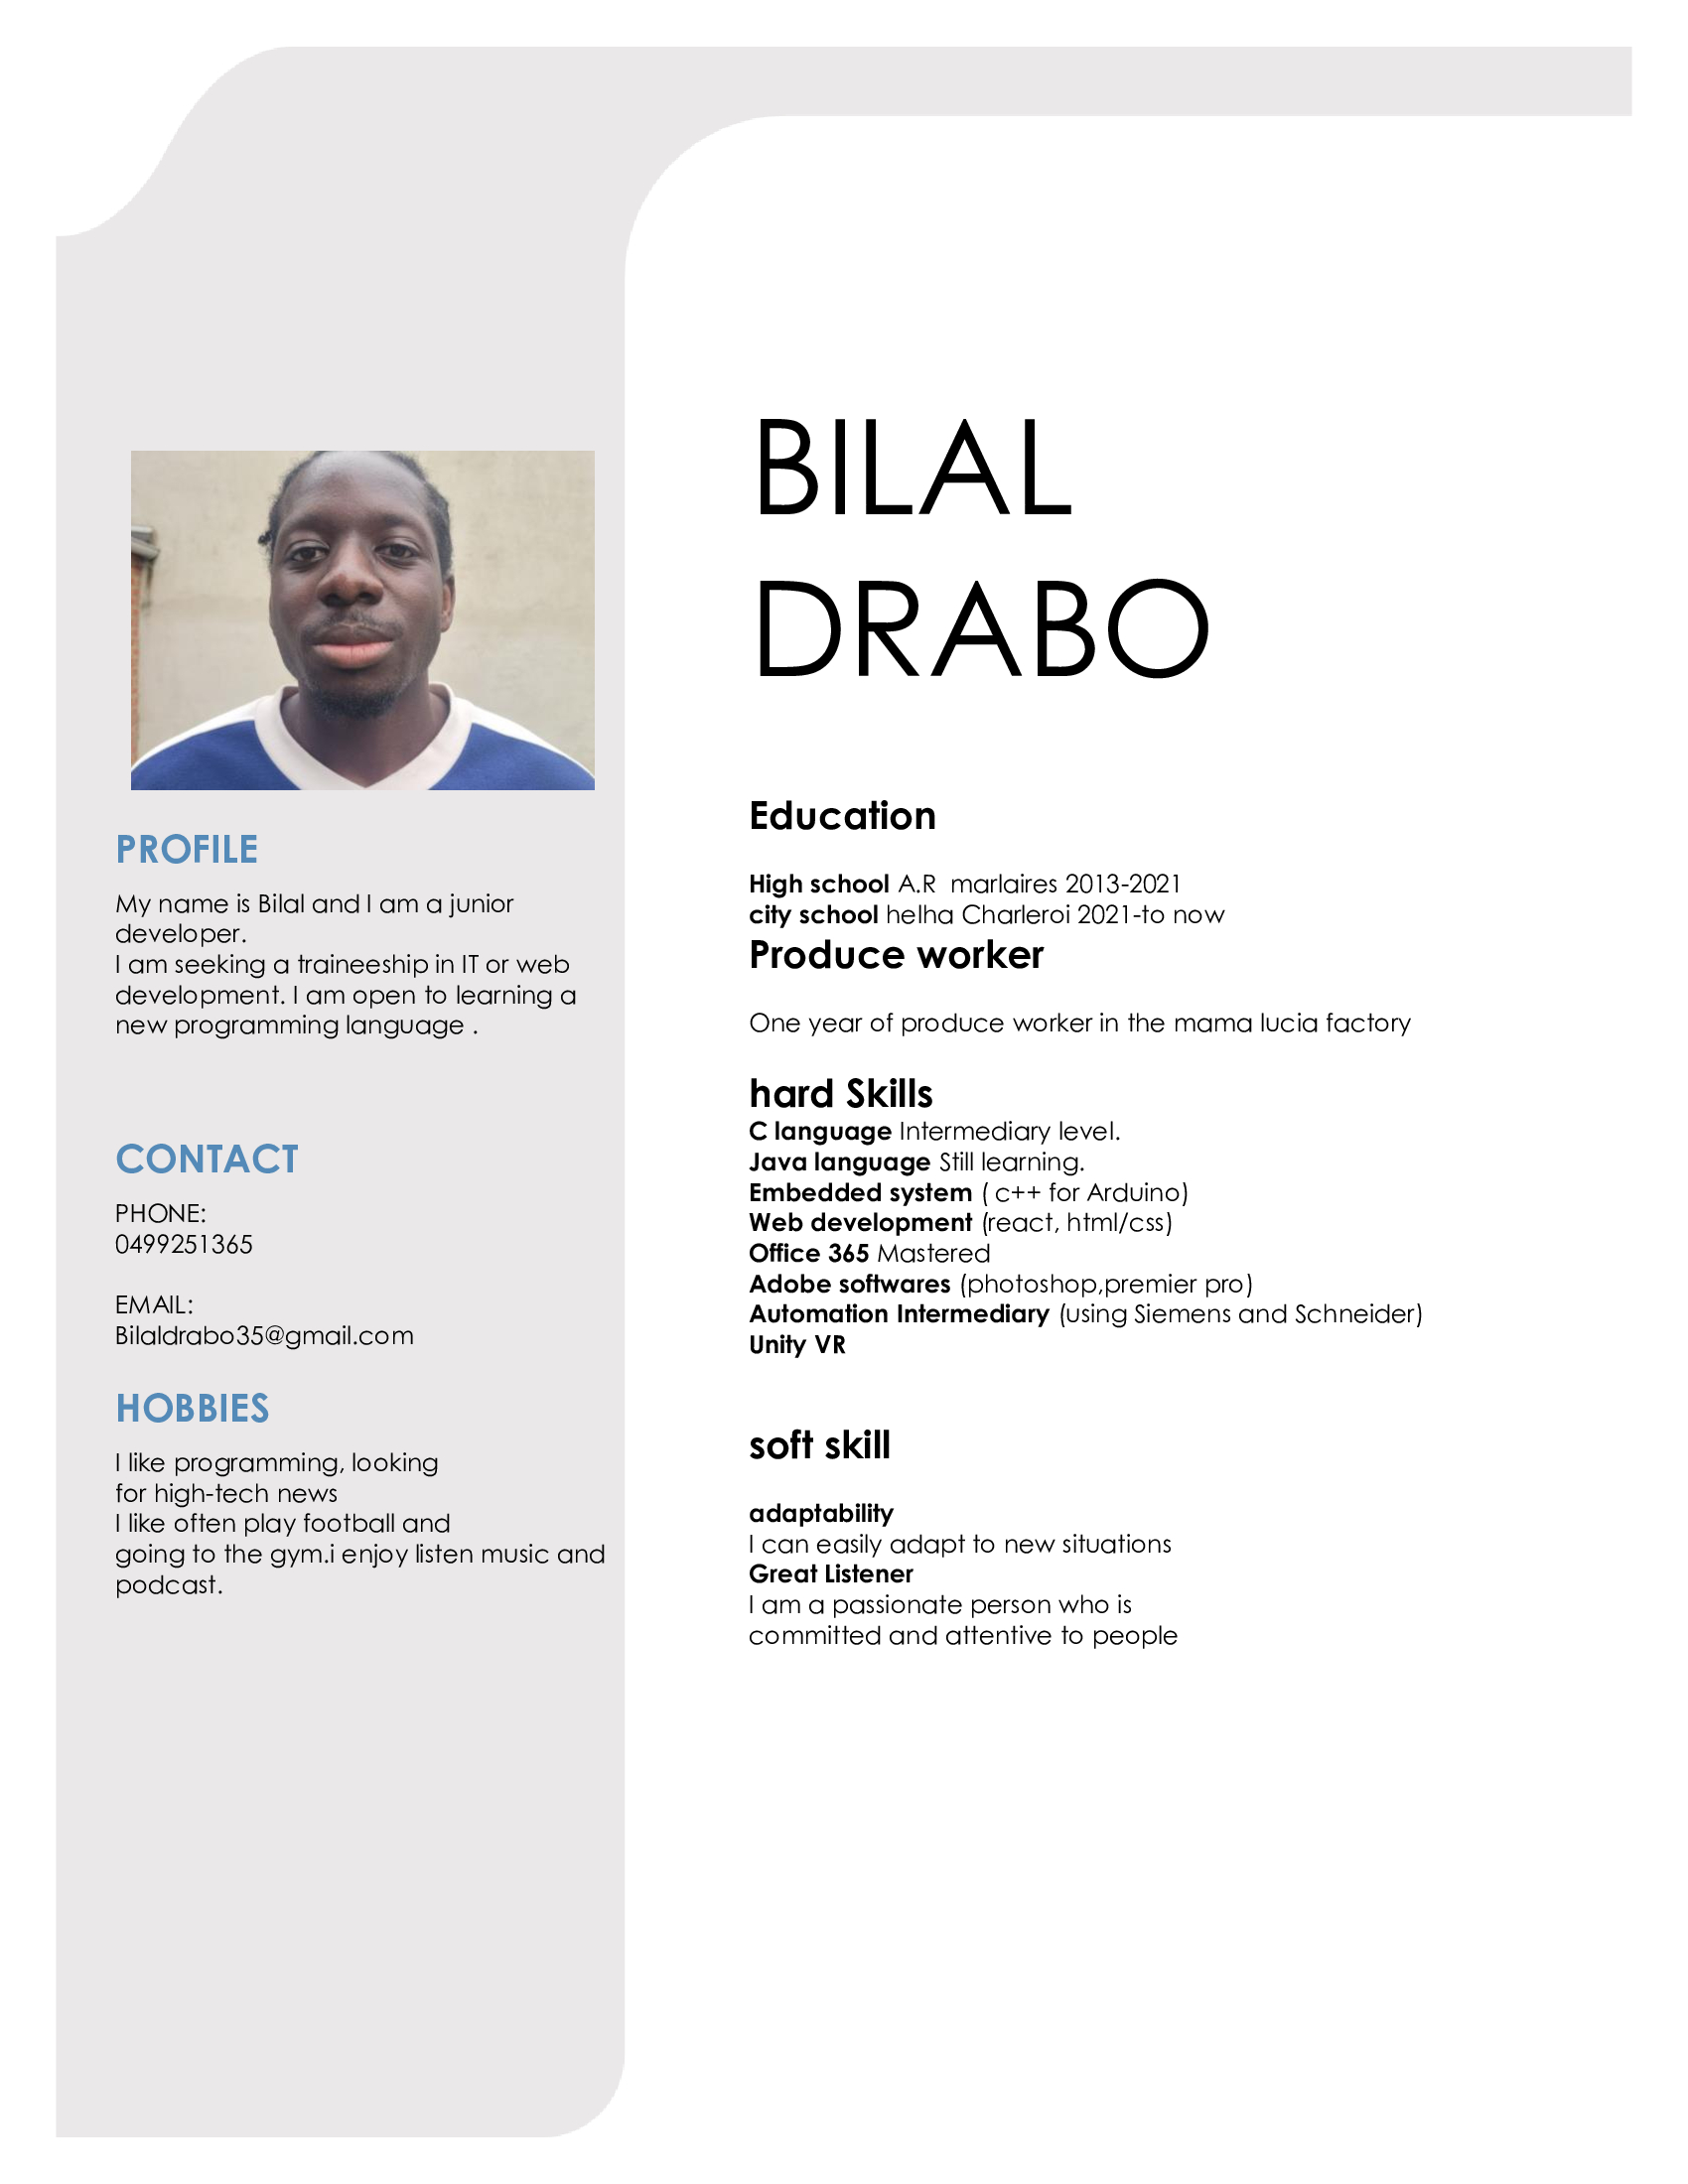 BILAL
DRABO
PROFILE
My name is Bilal and I am a junior
developer.
I am seeking a traineeship in IT or web
development. I am open to learning a
new programming language .
CONTACT
PHONE:
0499251365
EMAIL:
Bilaldrabo35@gmail.com
HOBBIES
I like programming, looking
for high-tech news
I like often play football and
going to the gym.i enjoy listen music and
podcast.
Education
High school A.R  marlaires 2013-2021
city school helha Charleroi 2021-to now
Produce worker
One year of produce worker in the mama lucia factory
hard Skills
C language Intermediary level.
Java language Still learning.
Embedded system ( c++ for Arduino)
Web development (react, html/css)
Office 365 Mastered
Adobe softwares (photoshop,premier pro)
Automation Intermediary (using Siemens and Schneider)
Unity VR
soft skill
adaptability
I can easily adapt to new situations
Great Listener
I am a passionate person who is
committed and attentive to people